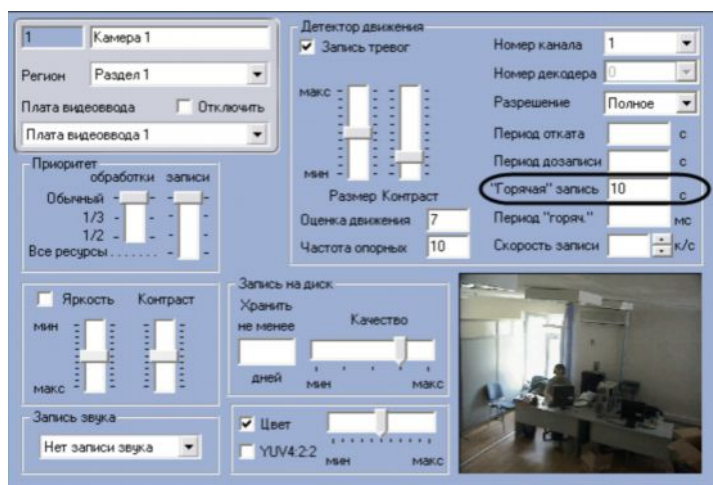 1 Камера 1
Регион Раздел 1
Плата видеоввода Отключить
Плата видеоввода 1
Приоритет
обработки записи
Обычный
1/3
1/2
Все ресурсы
Яркость Контраст
мин
макс
Запись звука
Нет записи звука
Детектор движения
Запись тревог
макс
мин
Размер Контраст
Оценка движения 7
Частота опорных 10
Номер канала 1
Номер декодера 0
Разрешение Полное
Период отката с
Период дозаписи с
"Горячая" запись 10 с
Период "горяч." мс
Скорость записи к/с
Запись на диск
Хранить
не менее
дней
Качество
мин макс
Цвет
YUV4:2:2
мин макс